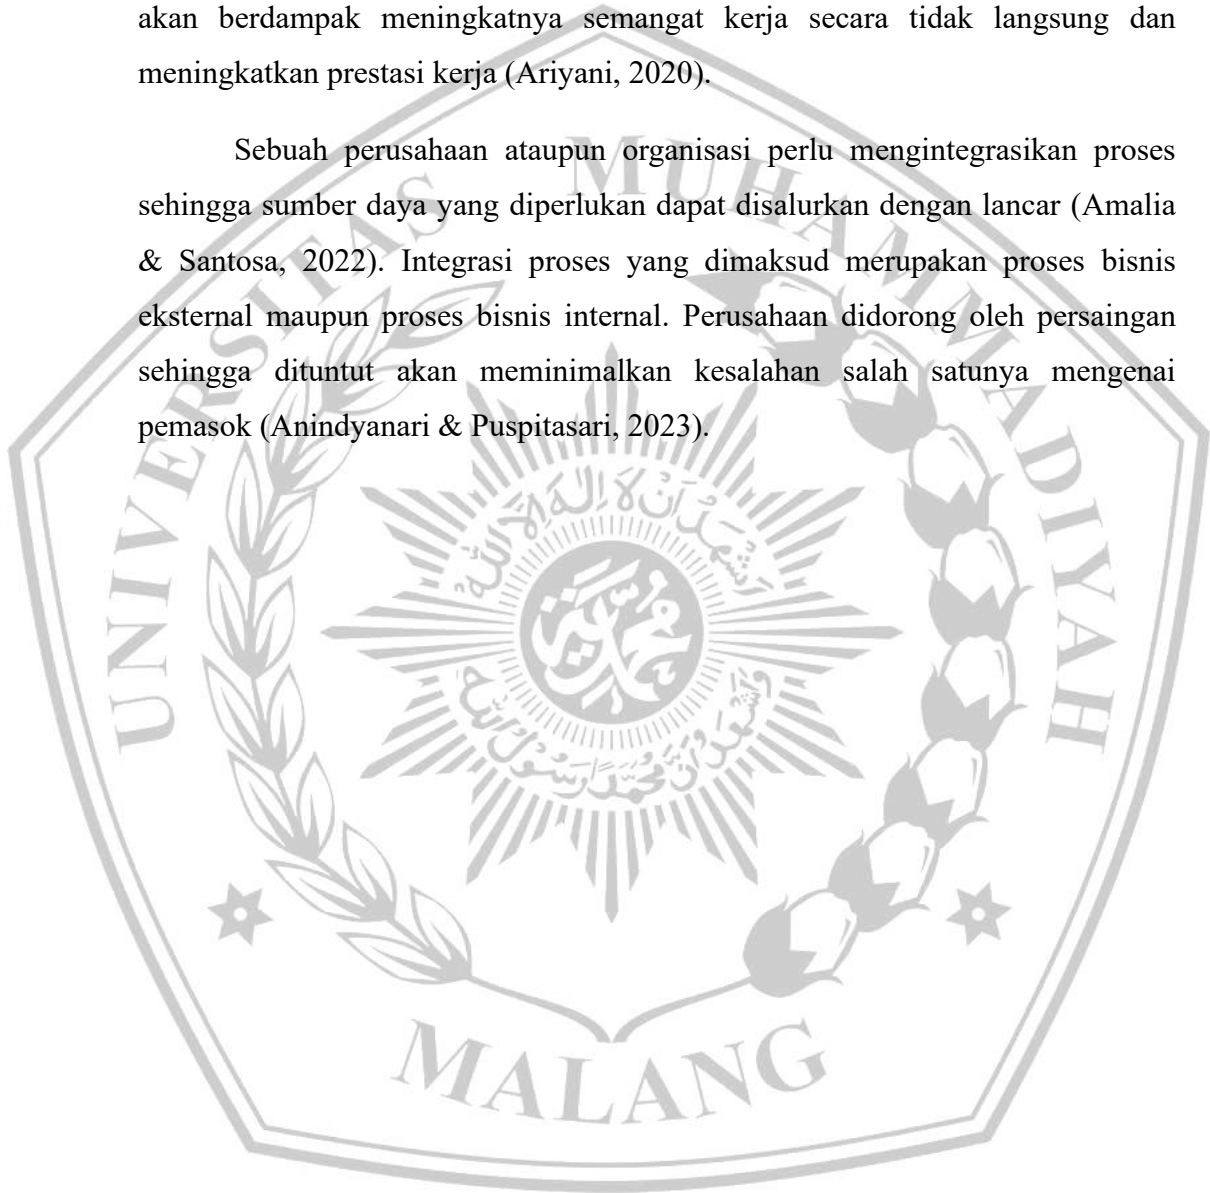 akan berdampak meningkatnya semangat kerja secara tidak langsung dan
meningkatkan prestasi kerja (Ariyani, 2020).
Sebuah perusahaan ataupun organisasi perlu mengintegrasikan proses
sehingga sumber daya yang diperlukan dapat disalurkan dengan lancar (Amalia
& Santosa, 2022). Integrasi proses yang dimaksud merupakan proses bisnis
eksternal maupun proses bisnis internal. Perusahaan didorong oleh persaingan
sehingga dituntut akan meminimalkan kesalahan salah satunya mengenai
pemasok (Anindyanari & Puspitasari, 2023).
UNIVERSITAS MUHAMMADIYAH
MALANG